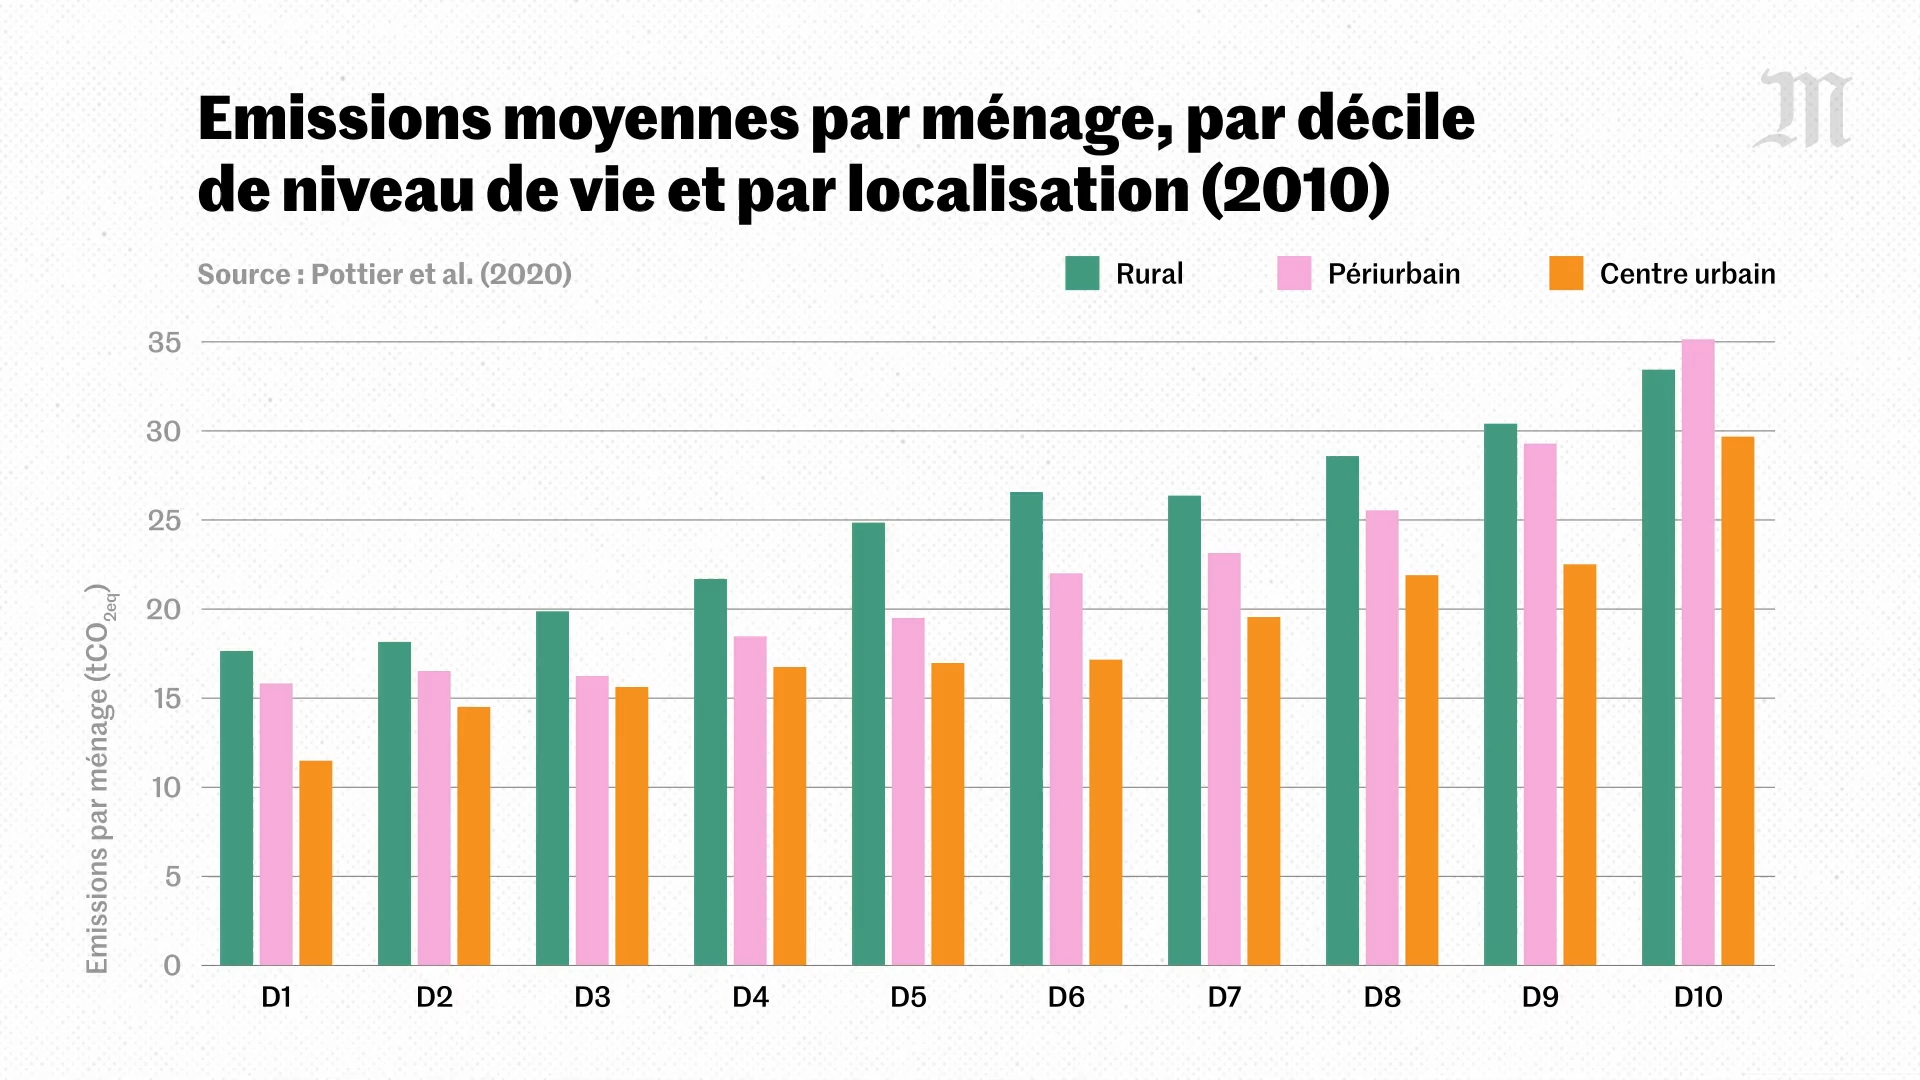 Emissions moyennes par ménage, par décile
de niveau de vie et par localisation (2010)
Source : Pottier et al. (2020)
Rural
Périurbain
Centre urbain
Emissions par ménage (tCO2eq)
35
30
25
20
15
10
5
0
D1
D2
D3
D4
D5
D6
D7
D8
D9
D10
M